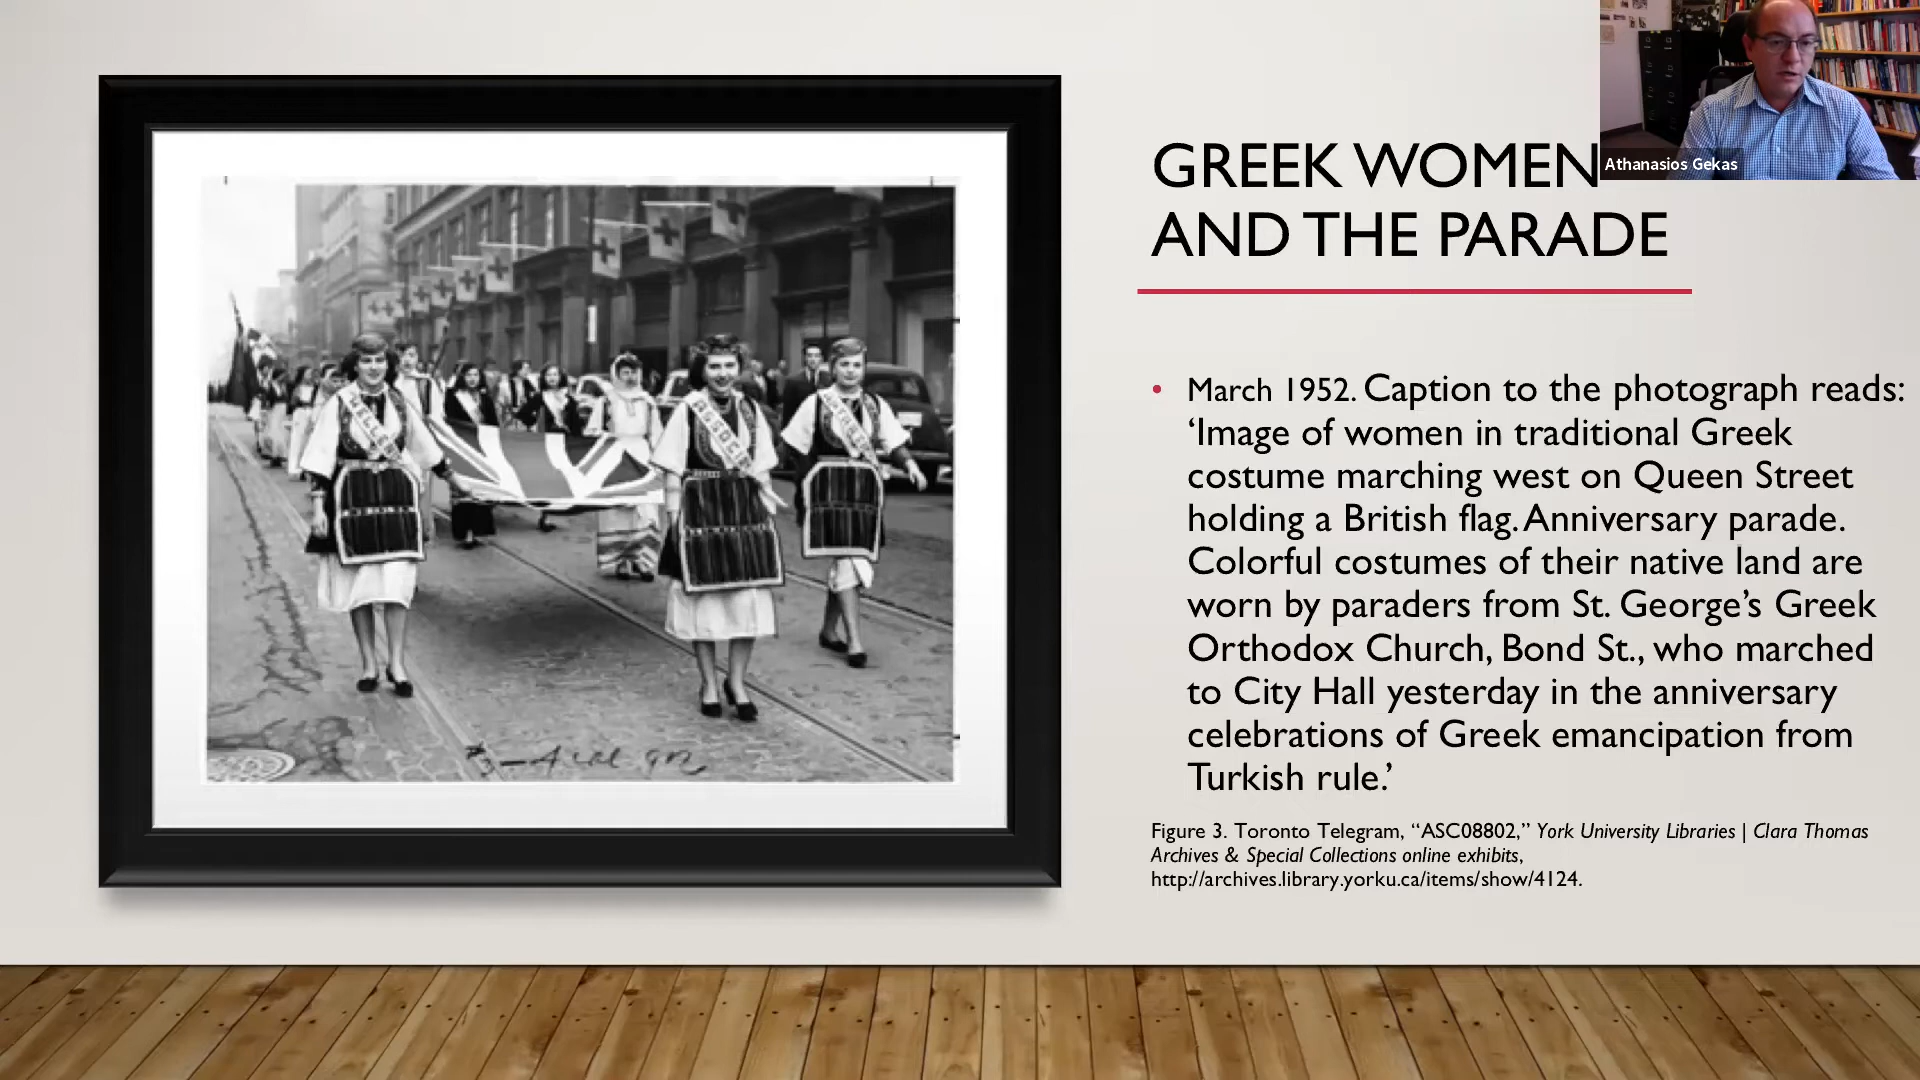 Athanasios Gekas
GREEK WOMEN
AND THE PARADE
• March 1952. Caption to the photograph reads:
‘Image of women in traditional Greek
costume marching west on Queen Street
holding a British flag. Anniversary parade.
Colorful costumes of their native land are
worn by paraders from St. George’s Greek
Orthodox Church, Bond St., who marched
to City Hall yesterday in the anniversary
celebrations of Greek emancipation from
Turkish rule.’
Figure 3. Toronto Telegram, “ASC08802,” York University Libraries | Clara Thomas
Archives & Special Collections online exhibits,
http://archives.library.yorku.ca/items/show/4124.